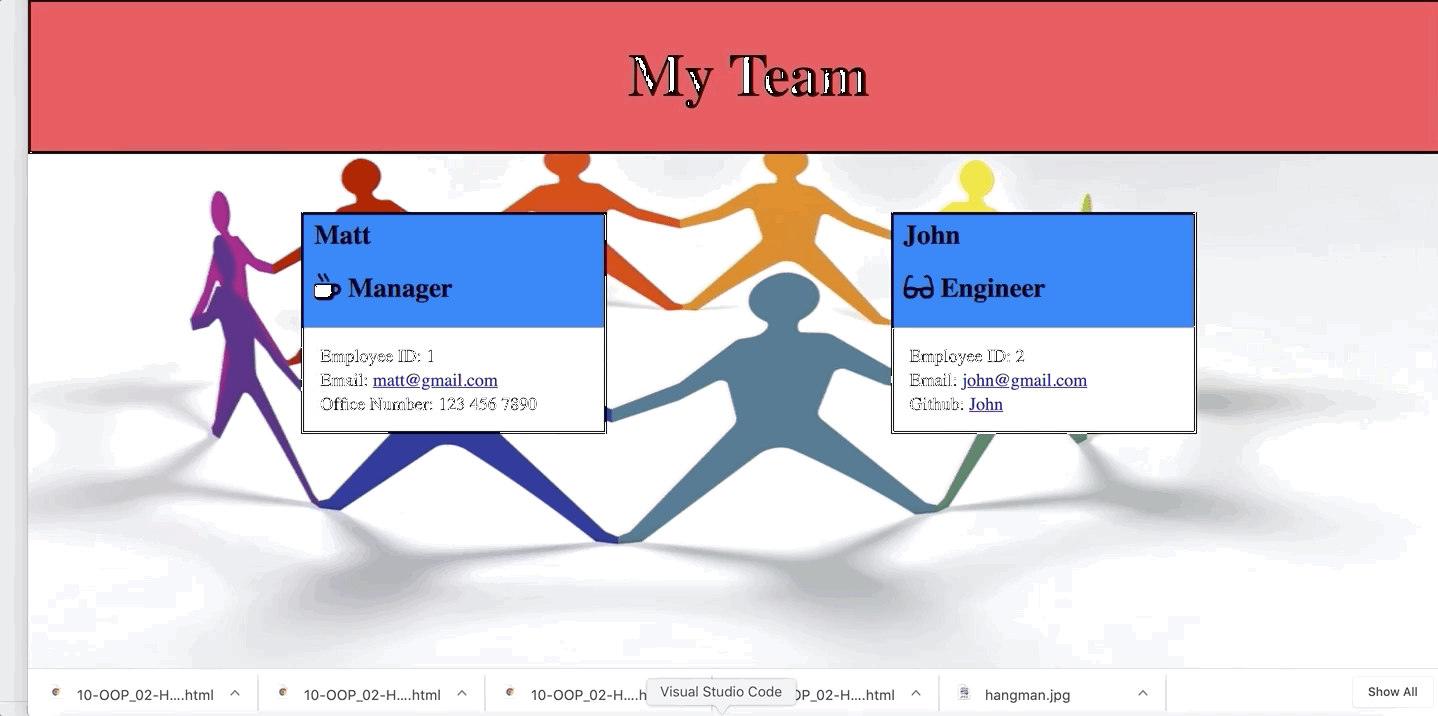 My Team
Matt
Manager
Employee ID: 1
Email: matt@gmail.com
Office Number: 123 456 7890
John
Engineer
Employee ID: 2
Email: john@gmail.com
Github: John
10-OOP_02-H....html
10-OOP_02-H....html
10-OOP_02-H....h
Visual Studio Code
OP_02-H....html
hangman.jpg
Show All